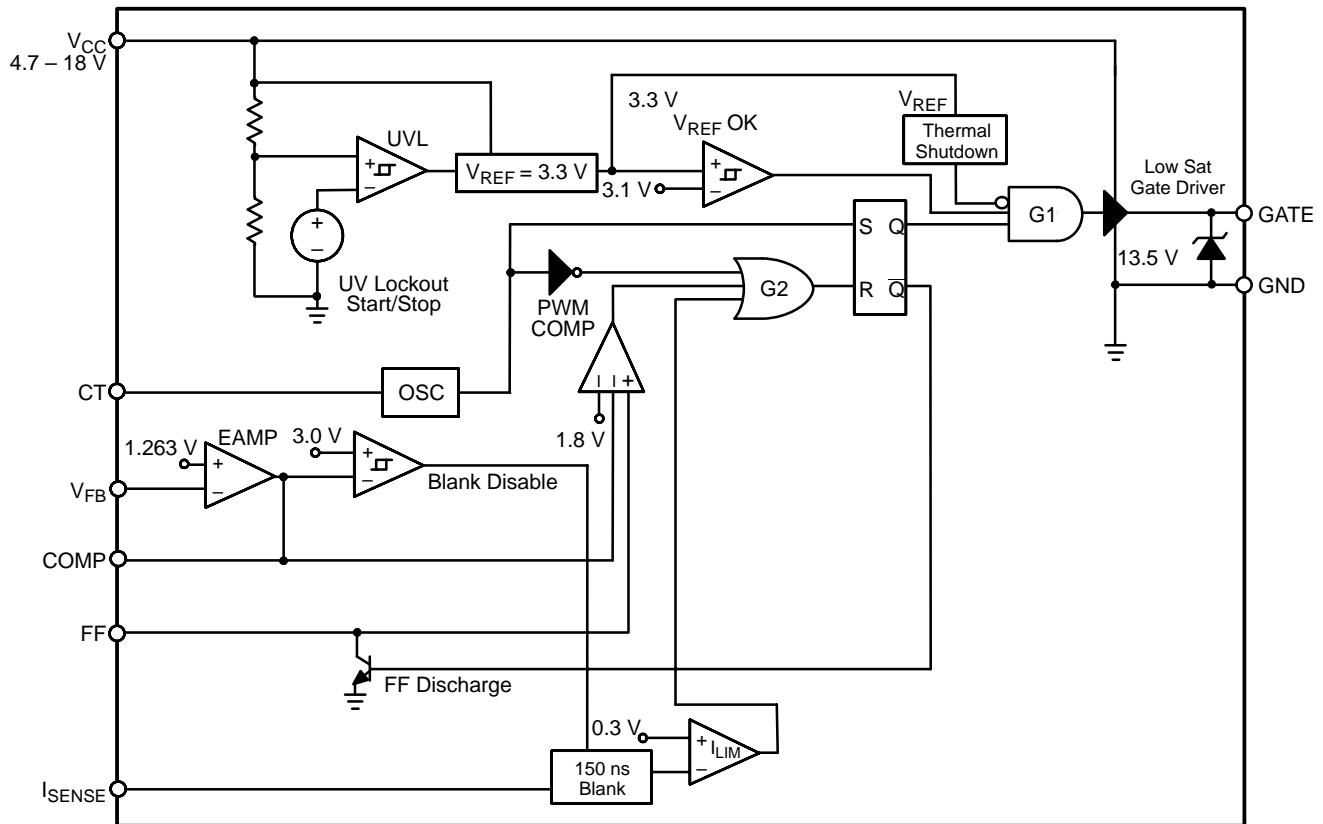 VCC
4.7 – 18 V
UVL
+
–
VREF = 3.3 V
+
–
UV Lockout
Start/Stop
3.3 V
VREF OK
3.1 V
+
–
VREF
Thermal
Shutdown
G1
Low Sat
Gate Driver
GATE
13.5 V
GND
S Q
R Q̅
G2
PWM
COMP
– – +
1.8 V
CT
OSC
1.263 V
EAMP
+
–
3.0 V
+
–
Blank Disable
VFB
COMP
FF
FF Discharge
0.3 V
+
–
ILIM
150 ns
Blank
ISENSE